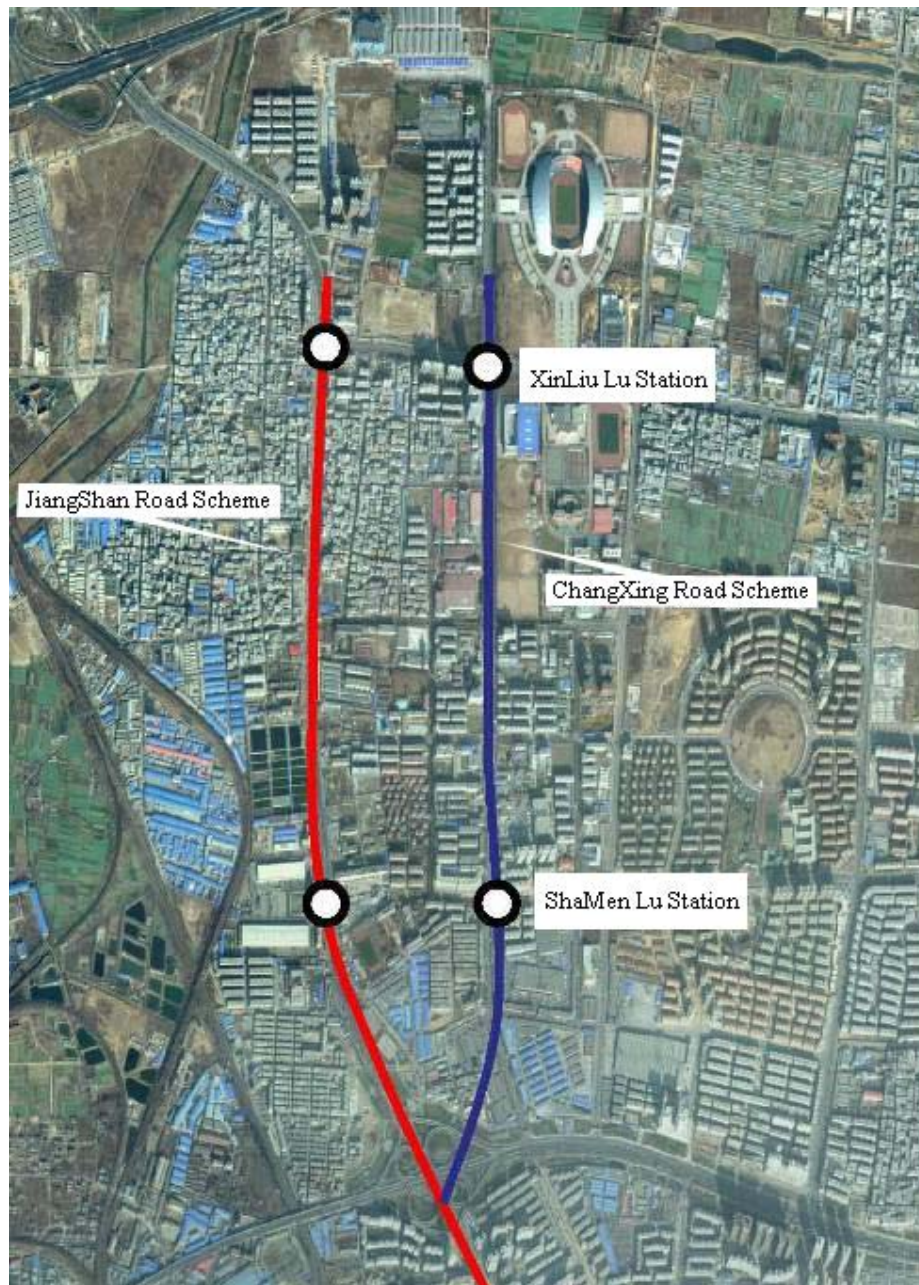 XinLiu Lu Station
JiangShan Road Scheme
ChangXing Road Scheme
ShaMen Lu Station